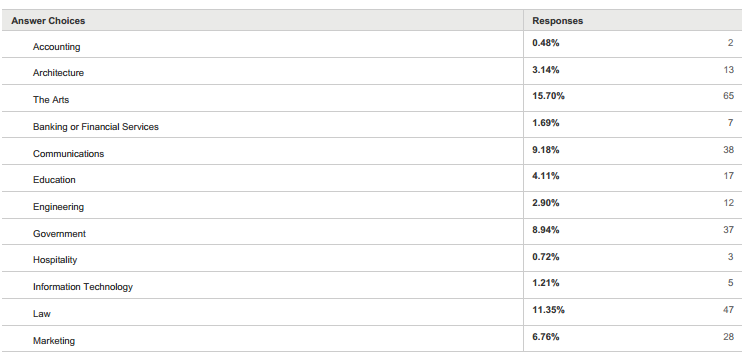 Answer Choices Responses
Accounting 0.48% 2
Architecture 3.14% 13
The Arts 15.70% 65
Banking or Financial Services 1.69% 7
Communications 9.18% 38
Education 4.11% 17
Engineering 2.90% 12
Government 8.94% 37
Hospitality 0.72% 3
Information Technology 1.21% 5
Law 11.35% 47
Marketing 6.76% 28